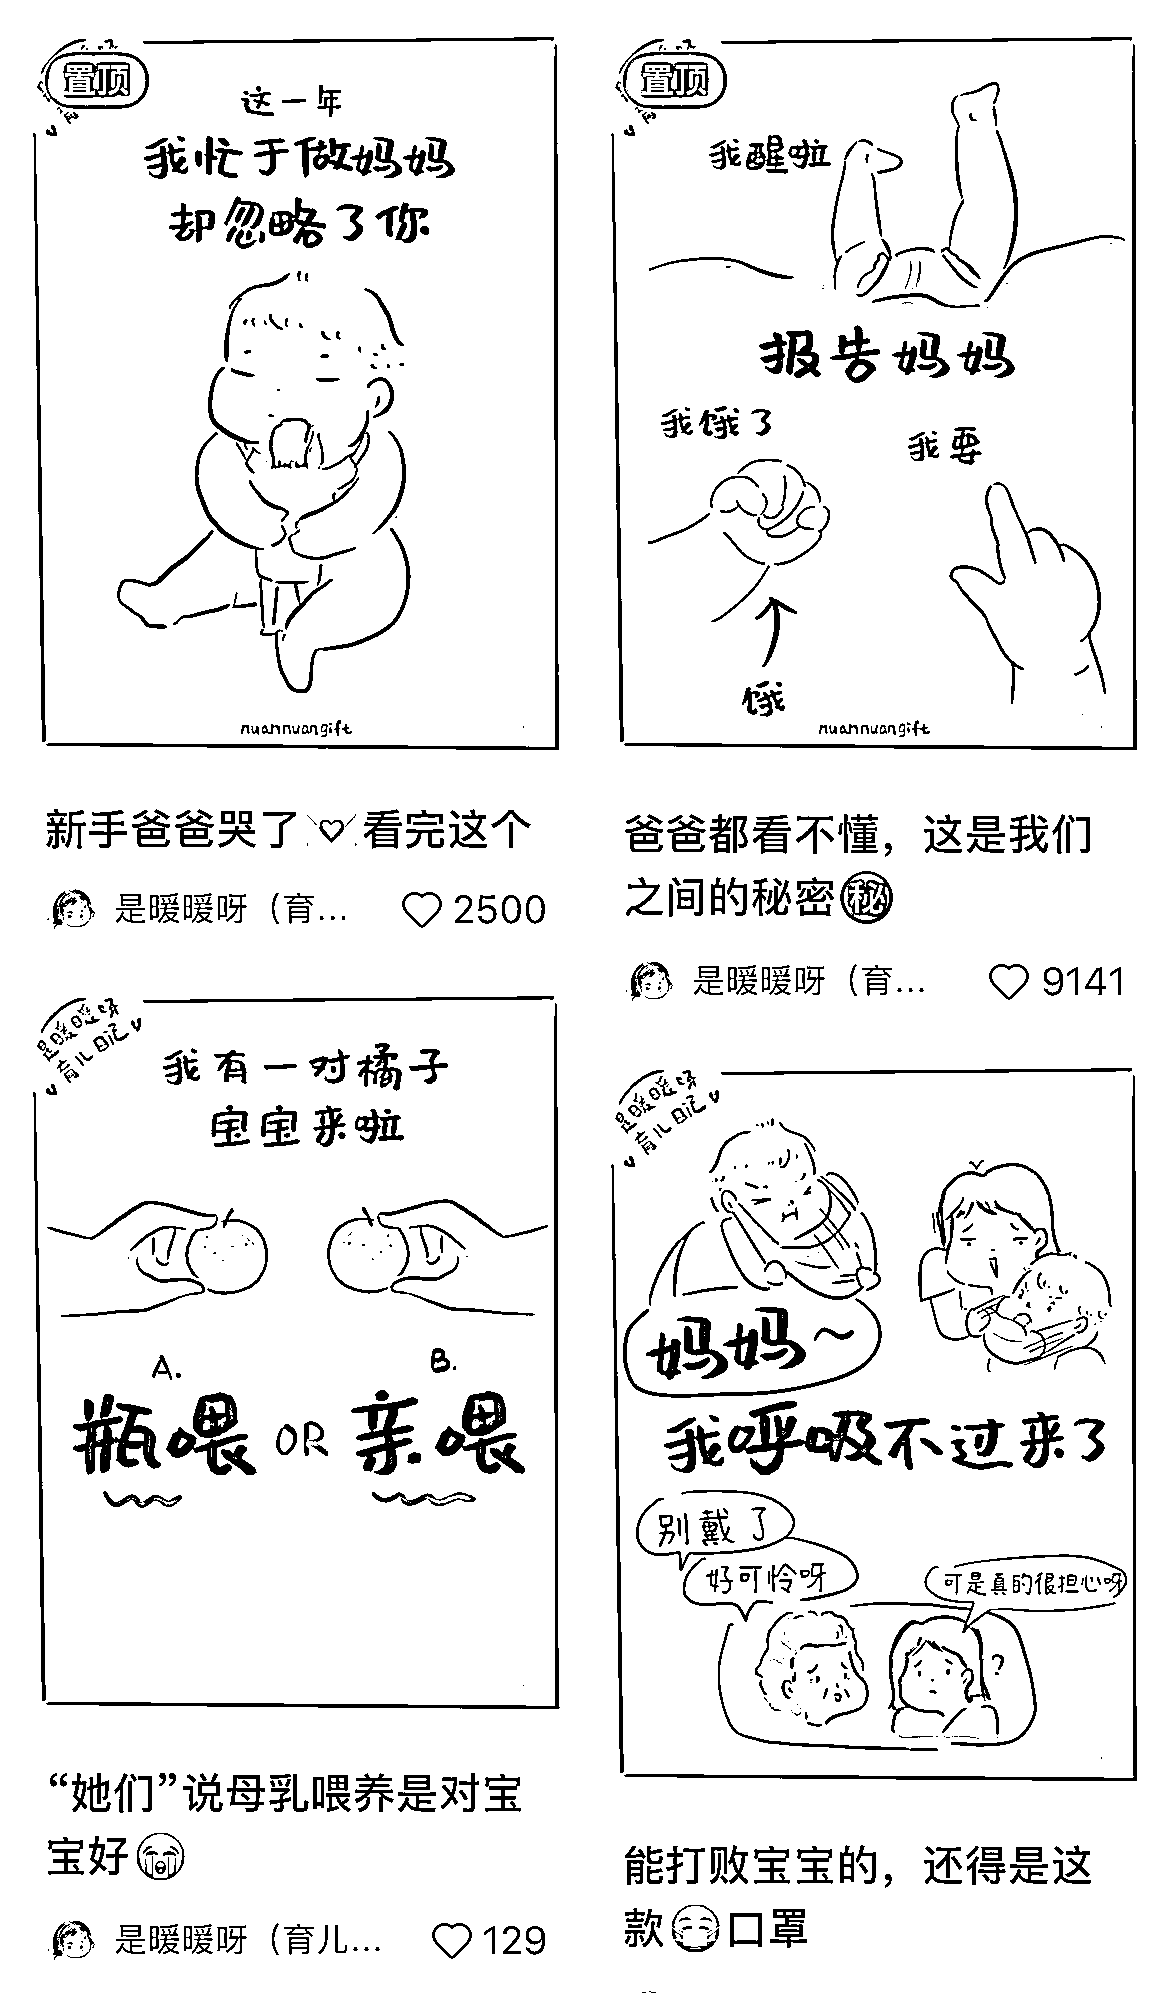 置顶
这一年
我忙于做妈妈
却忽略了你
nuannuangift
新手爸爸哭了 看完这个
是暖暖呀（育...
2500
置顶
我醒啦
报告妈妈
我饿了
我要
饿
nuannuangift
爸爸都看不懂，这是我们
之间的秘密㊙
是暖暖呀（育...
9141
是暖暖呀
育儿日记
我有一对橘子
宝宝来啦
A.
B.
瓶喂 OR 亲喂
“她们”说母乳喂养是对宝
宝好
是暖暖呀（育儿...
129
是暖暖呀
育儿日记
妈妈～
我呼吸不过来了
别戴了
好可怜呀
可是真的很担心呀
?
能打败宝宝的，还得是这
款 口罩